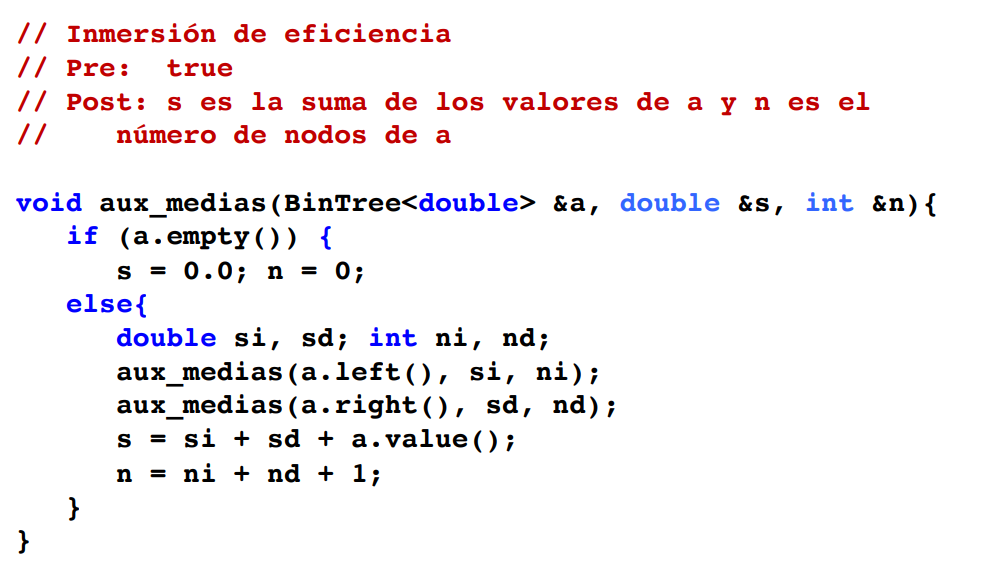 // Inmersión de eficiencia
// Pre:  true
// Post: s es la suma de los valores de a y n es el
//    número de nodos de a
void aux_medias(BinTree<double> &a, double &s, int &n){
   if (a.empty()) {
      s = 0.0; n = 0;
   else{
      double si, sd; int ni, nd;
      aux_medias(a.left(), si, ni);
      aux_medias(a.right(), sd, nd);
      s = si + sd + a.value();
      n = ni + nd + 1;
   }
}